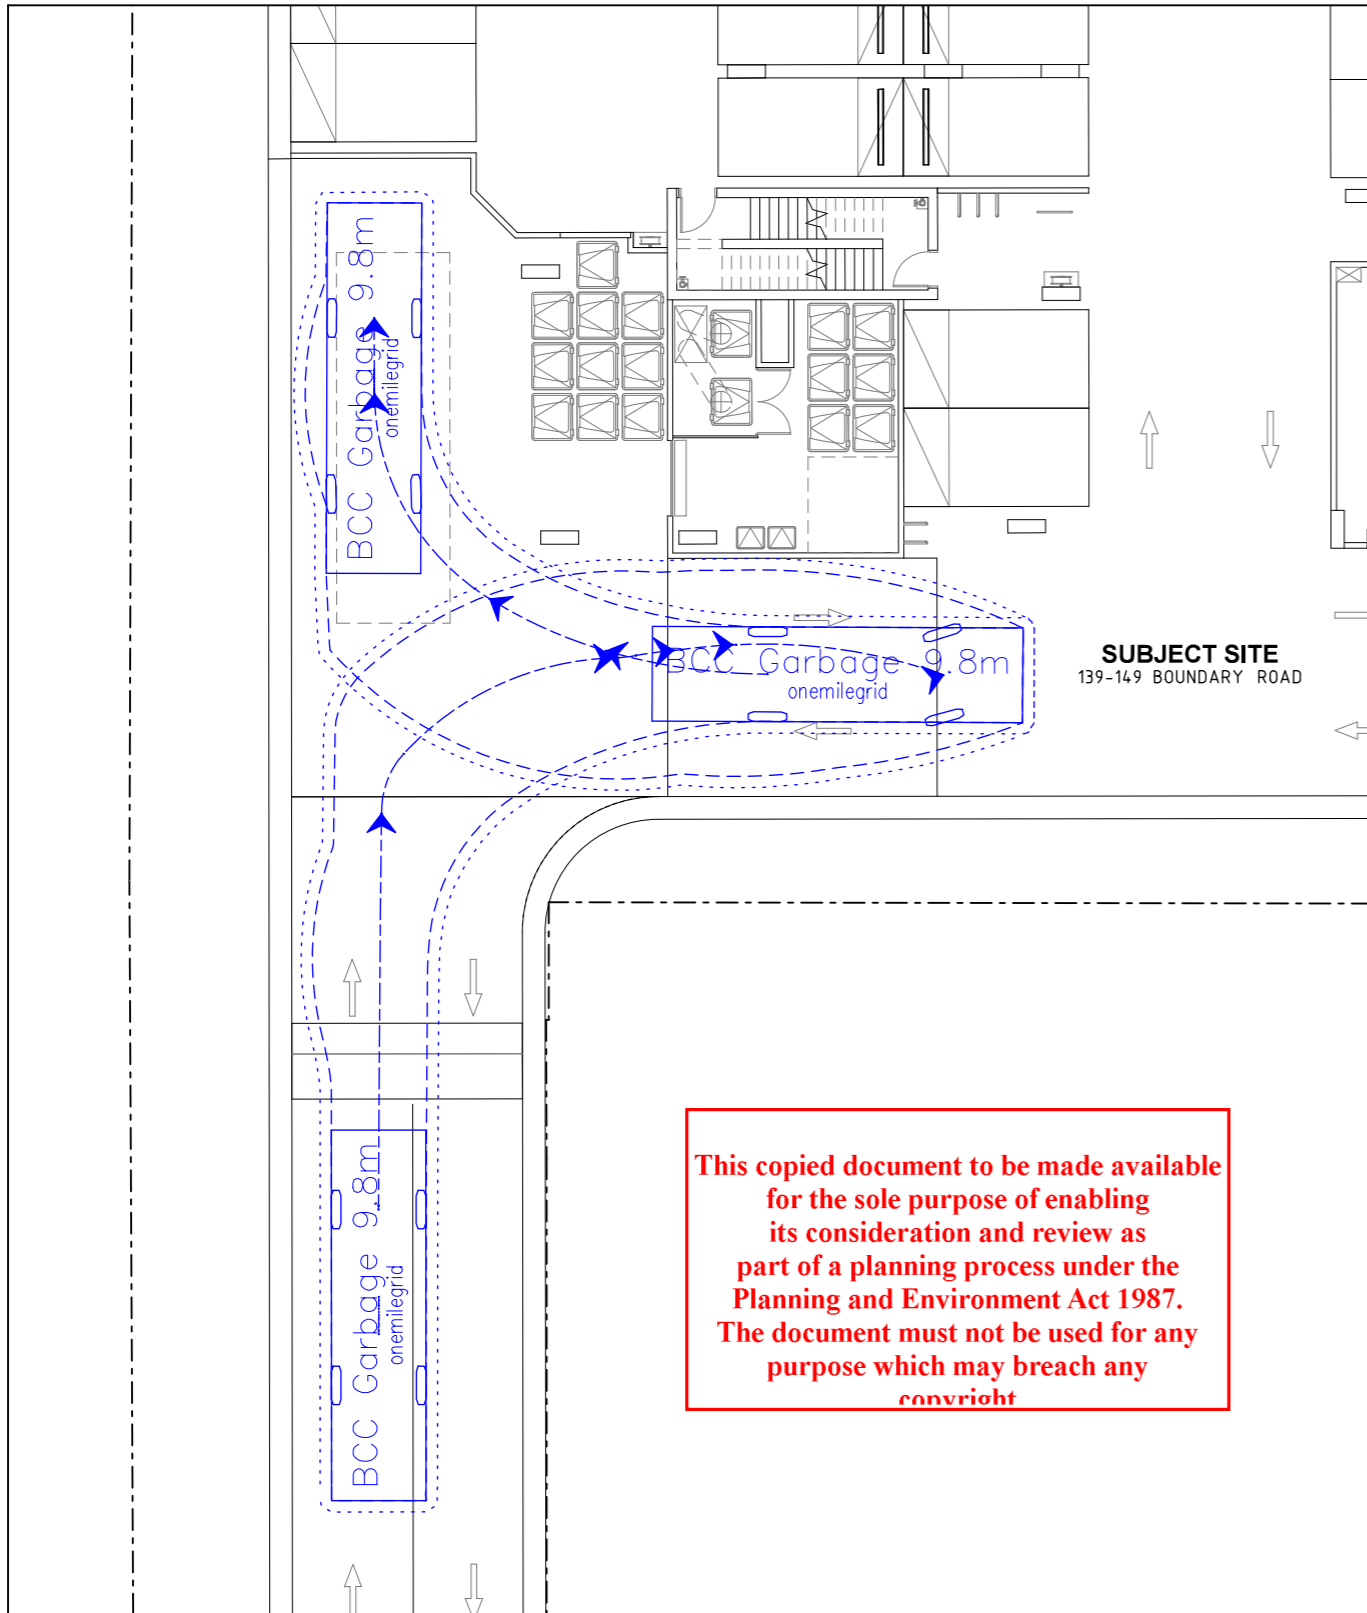 BCC Garbage 9.8m
onemilegrid
BCC Garbage 9.8m
onemilegrid
SUBJECT SITE
139-149 BOUNDARY ROAD
BCC Garbage 9.8m
onemilegrid
This copied document to be made available
for the sole purpose of enabling
its consideration and review as
part of a planning process under the
Planning and Environment Act 1987.
The document must not be used for any
purpose which may breach any
copyright